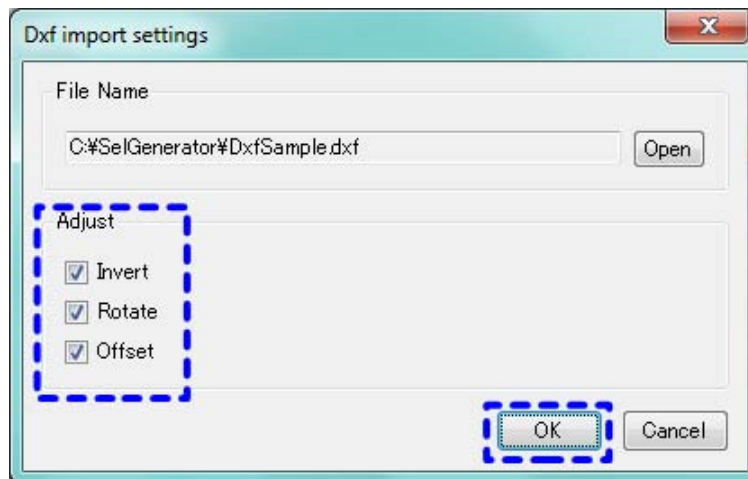 Dxf import settings
File Name
C:¥SelGenerator¥DxfSample.dxf
Open
Adjust
Invert
Rotate
Offset
OK
Cancel